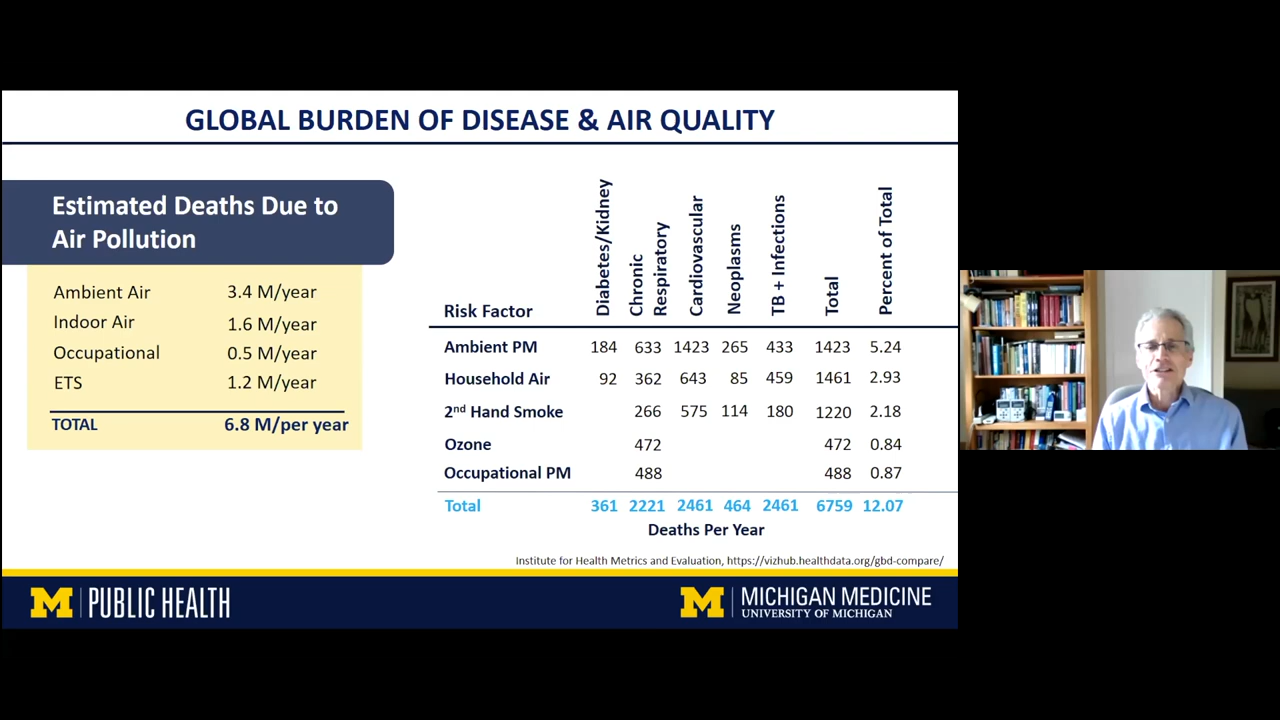 GLOBAL BURDEN OF DISEASE & AIR QUALITY
Estimated Deaths Due to
Air Pollution
Ambient Air 3.4 M/year
Indoor Air 1.6 M/year
Occupational 0.5 M/year
ETS 1.2 M/year
TOTAL 6.8 M/per year
Risk Factor Diabetes/Kidney Chronic Respiratory Cardiovascular Neoplasms TB + Infections Total Percent of Total
Ambient PM 184 633 1423 265 433 1423 5.24
Household Air 92 362 643 85 459 1461 2.93
2nd Hand Smoke 266 575 114 180 1220 2.18
Ozone 472 472 0.84
Occupational PM 488 488 0.87
Total 361 2221 2461 464 2461 6759 12.07
Deaths Per Year
Institute for Health Metrics and Evaluation, https://vizhub.healthdata.org/gbd-compare/
M PUBLIC HEALTH
M MICHIGAN MEDICINE
UNIVERSITY OF MICHIGAN